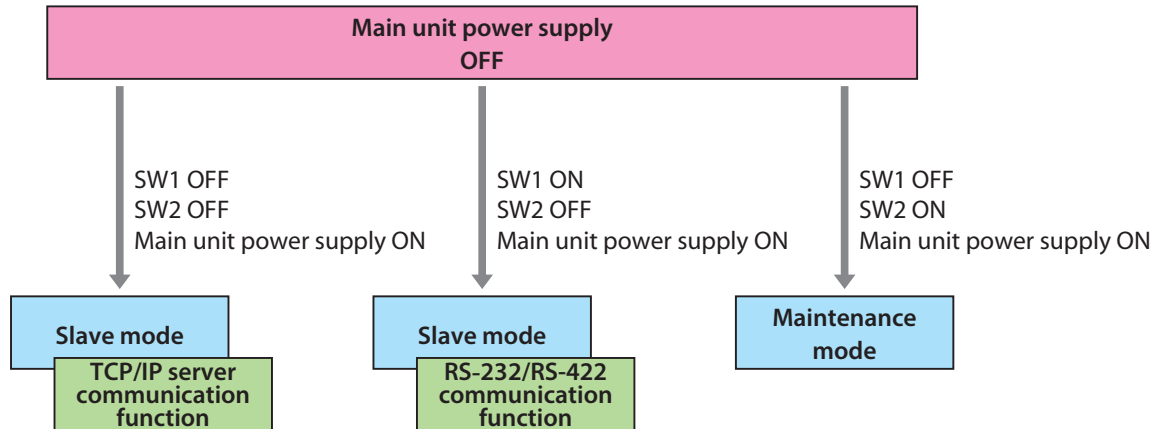 Main unit power supply
OFF
SW1 OFF
SW2 OFF
Main unit power supply ON
SW1 ON
SW2 OFF
Main unit power supply ON
SW1 OFF
SW2 ON
Main unit power supply ON
Slave mode
TCP/IP server
communication
function
Slave mode
RS-232/RS-422
communication
function
Maintenance
mode